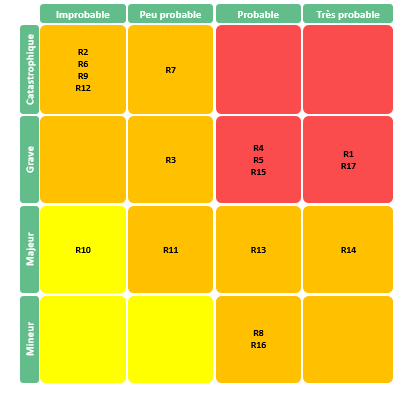 Improbable Peu probable Probable Très probable
Catastrophique
R2
R6
R9
R12
R7
Grave
R3
R4
R5
R15
R1
R17
Majeur
R10 R11 R13 R14
Mineur
R8
R16